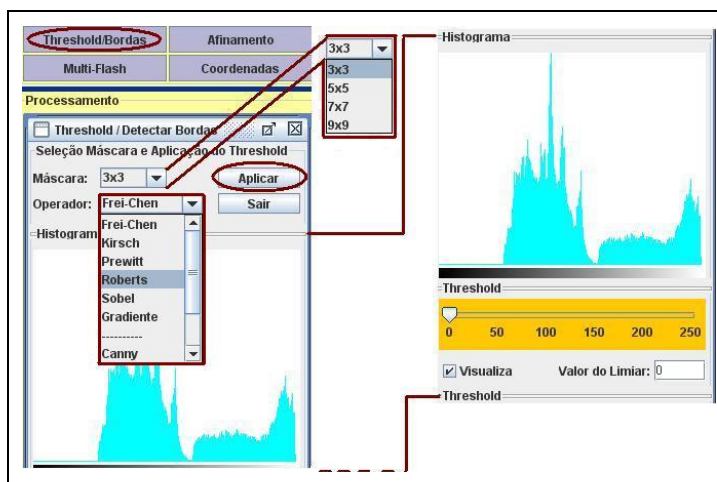 Threshold/Bordas
Afinamento
Multi-Flash
Coordenadas
Processamento
Threshold / Detectar Bordas
Seleção Máscara e Aplicação do Threshold
Máscara: 3x3
Aplicar
Operador: Frei-Chen
Sair
Frei-Chen
Kirsch
Prewitt
Roberts
Sobel
Gradiente
----------
Canny
Histogram
3x3
3x3
5x5
7x7
9x9
Histograma
Threshold
0 50 100 150 200 250
Visualiza
Valor do Limiar: 0
Threshold